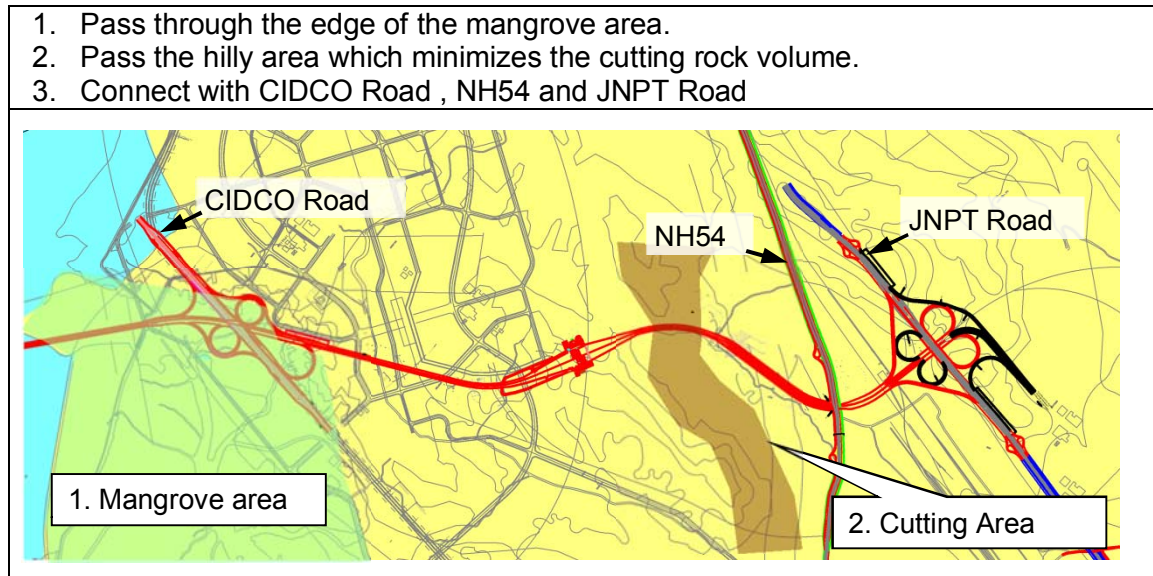 1. Pass through the edge of the mangrove area.
2. Pass the hilly area which minimizes the cutting rock volume.
3. Connect with CIDCO Road , NH54 and JNPT Road
CIDCO Road
NH54
JNPT Road
1. Mangrove area
2. Cutting Area